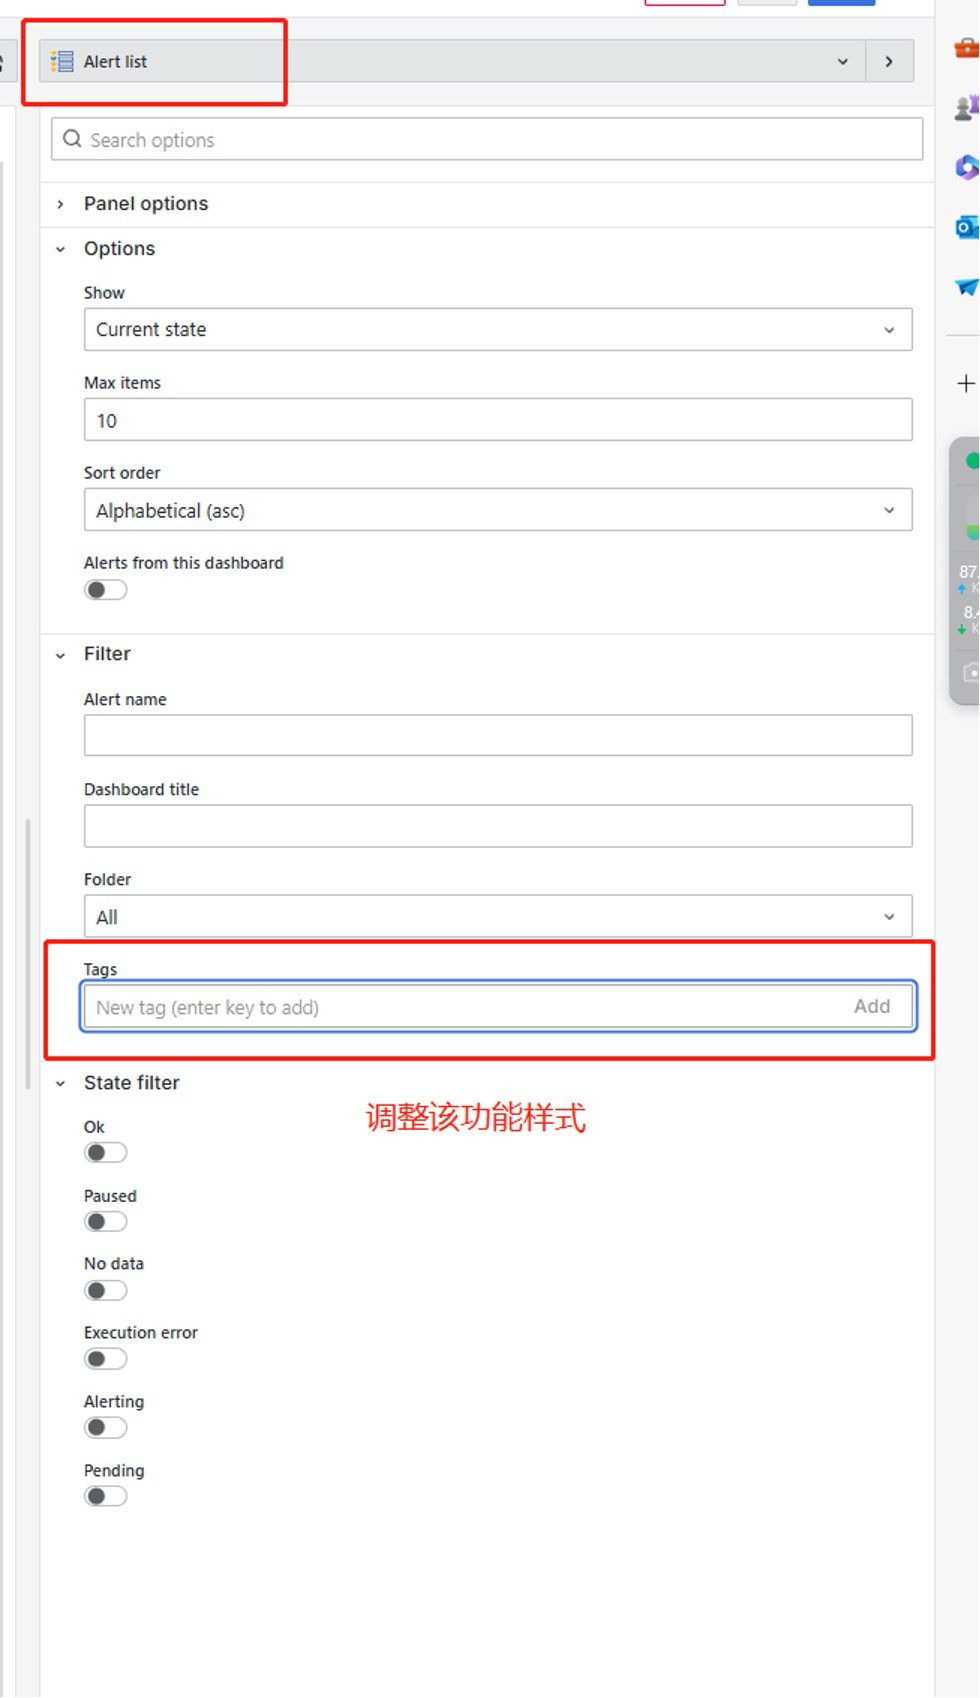 Alert list
Search options
Panel options
Options
Show
Current state
Max items
10
Sort order
Alphabetical (asc)
Alerts from this dashboard
Filter
Alert name
Dashboard title
Folder
All
Tags
New tag (enter key to add) Add
State filter
调整该功能样式
Ok
Paused
No data
Execution error
Alerting
Pending
87.
K
8.4
K